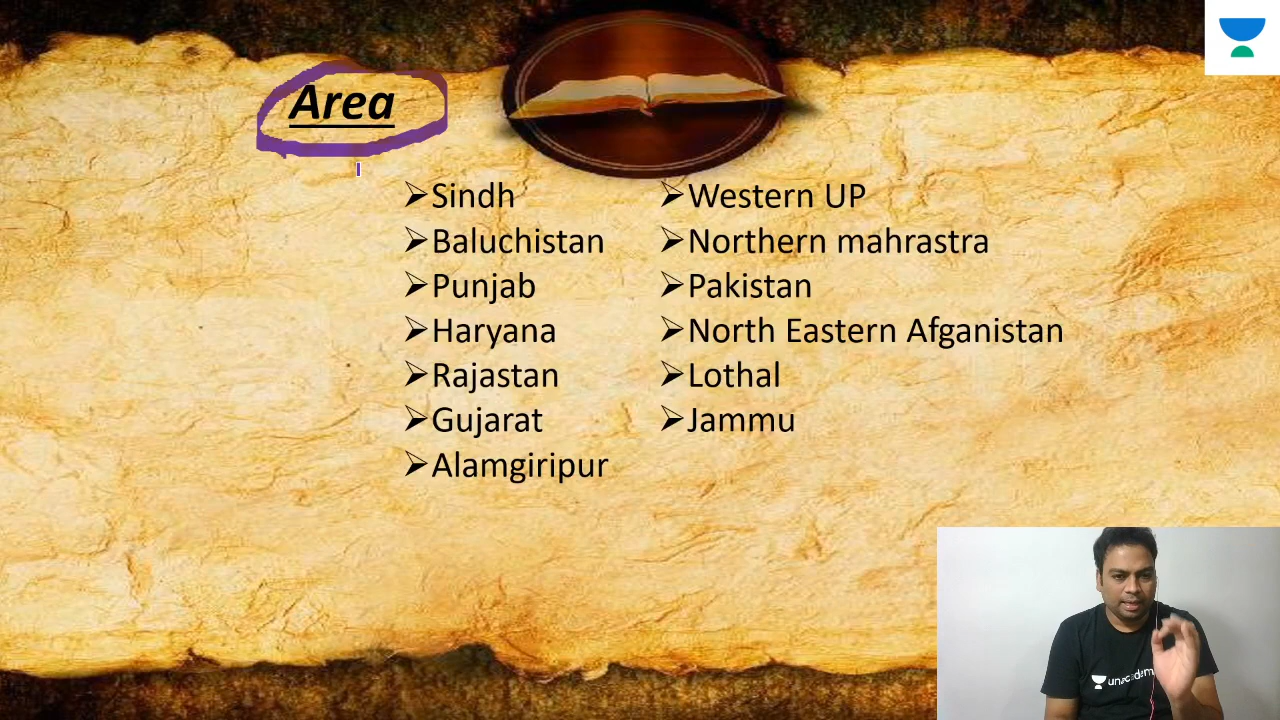 Area
Sindh
Baluchistan
Punjab
Haryana
Rajastan
Gujarat
Alamgiripur
Western UP
Northern mahrastra
Pakistan
North Eastern Afganistan
Lothal
Jammu